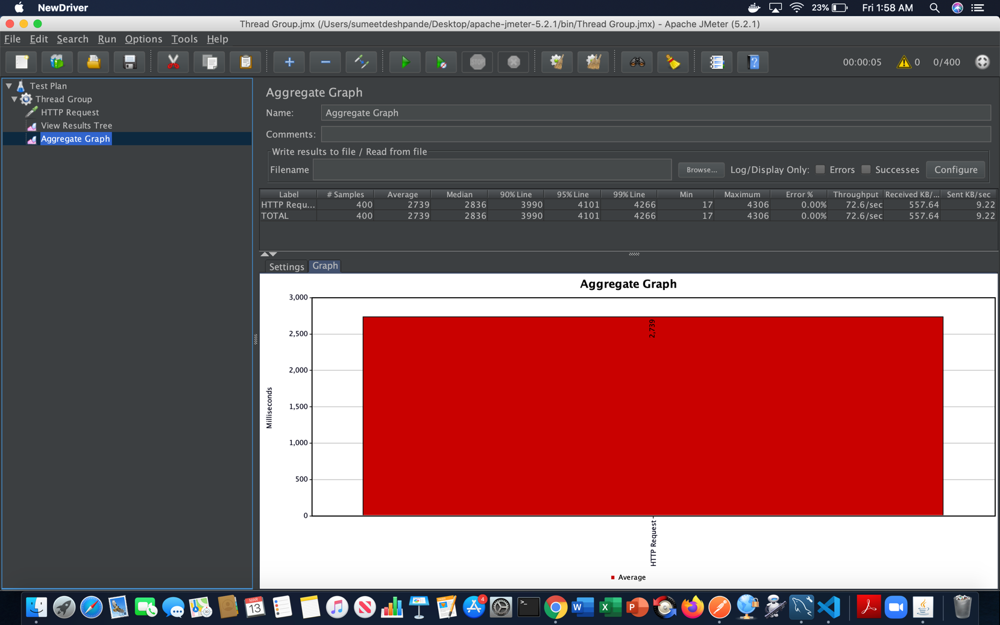 NewDriver 23% Fri 1:58 AM
Thread Group.jmx (/Users/sumeetdeshpande/Desktop/apache-jmeter-5.2.1/bin/Thread Group.jmx) - Apache JMeter (5.2.1)
File Edit Search Run Options Tools Help
STOP 00:00:05 0 0/400
Test Plan
Thread Group
HTTP Request
View Results Tree
Aggregate Graph
Aggregate Graph
Name: Aggregate Graph
Comments:
Write results to file / Read from file
Filename Browse... Log/Display Only: Errors Successes Configure
Label # Samples Average Median 90% Line 95% Line 99% Line Min Maximum Error % Throughput Received KB/... Sent KB/sec
HTTP Requ... 400 2739 2836 3990 4101 4266 17 4306 0.00% 72.6/sec 557.64 9.22
TOTAL 400 2739 2836 3990 4101 4266 17 4306 0.00% 72.6/sec 557.64 9.22
Settings Graph
Aggregate Graph
3,000
2,500
2,000
1,500
1,000
500
0
Milliseconds
2,739
HTTP Request
Average
MAR
13
4